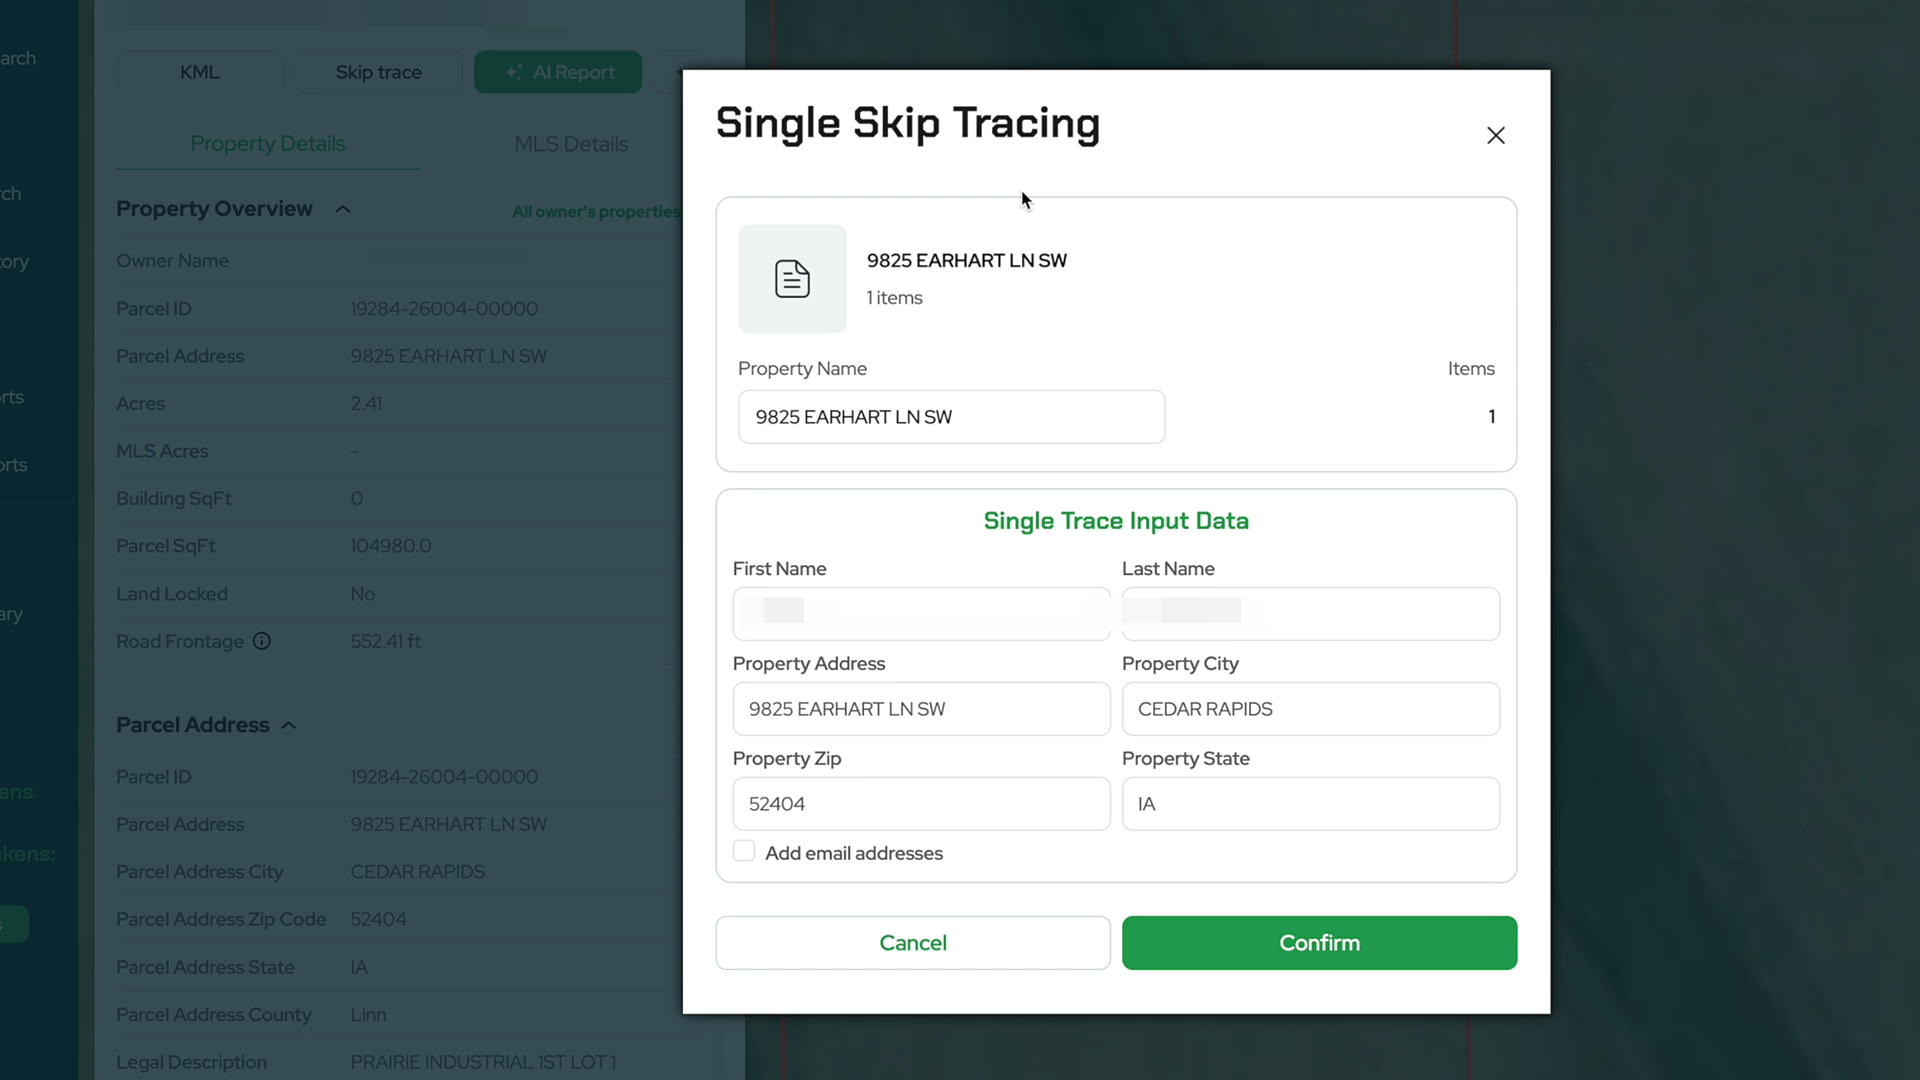 arch
rch
ory
rts
orts
ary
ens
kens:
s
KML
Skip trace
AI Report
Property Details
MLS Details
Property Overview
All owner's properties
Owner Name
Parcel ID 19284-26004-00000
Parcel Address 9825 EARHART LN SW
Acres 2.41
MLS Acres -
Building SqFt 0
Parcel SqFt 104980.0
Land Locked No
Road Frontage 552.41 ft
Parcel Address
Parcel ID 19284-26004-00000
Parcel Address 9825 EARHART LN SW
Parcel Address City CEDAR RAPIDS
Parcel Address Zip Code 52404
Parcel Address State IA
Parcel Address County Linn
Legal Description PRAIRIE INDUSTRIAL 1ST LOT 1
Single Skip Tracing
9825 EARHART LN SW
1 items
Property Name Items
9825 EARHART LN SW 1
Single Trace Input Data
First Name Last Name
Property Address Property City
9825 EARHART LN SW CEDAR RAPIDS
Property Zip Property State
52404 IA
Add email addresses
Cancel Confirm